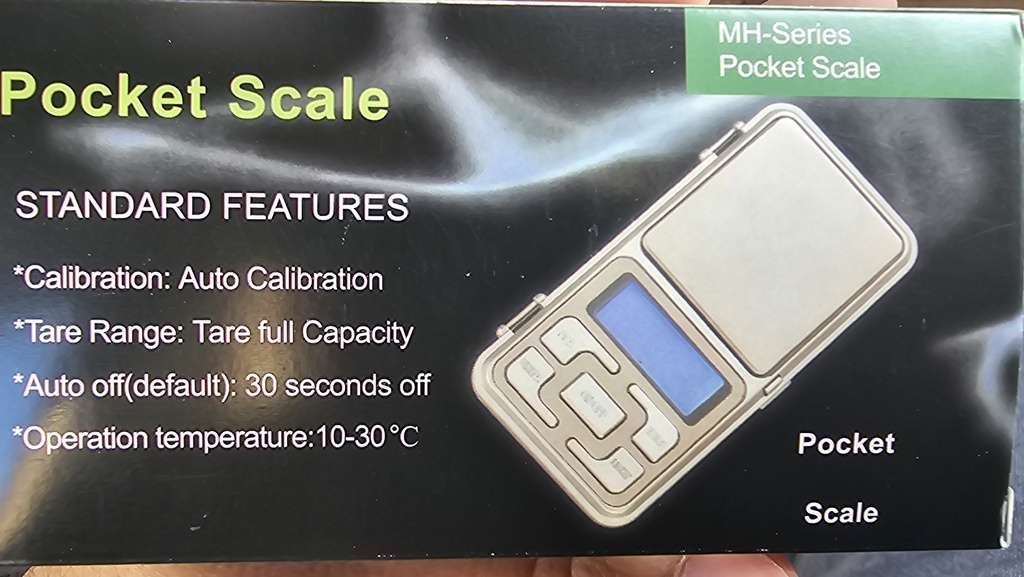 MH-Series
Pocket Scale
Pocket Scale
STANDARD FEATURES
*Calibration: Auto Calibration
*Tare Range: Tare full Capacity
*Auto off(default): 30 seconds off
*Operation temperature:10-30℃
Pocket
Scale